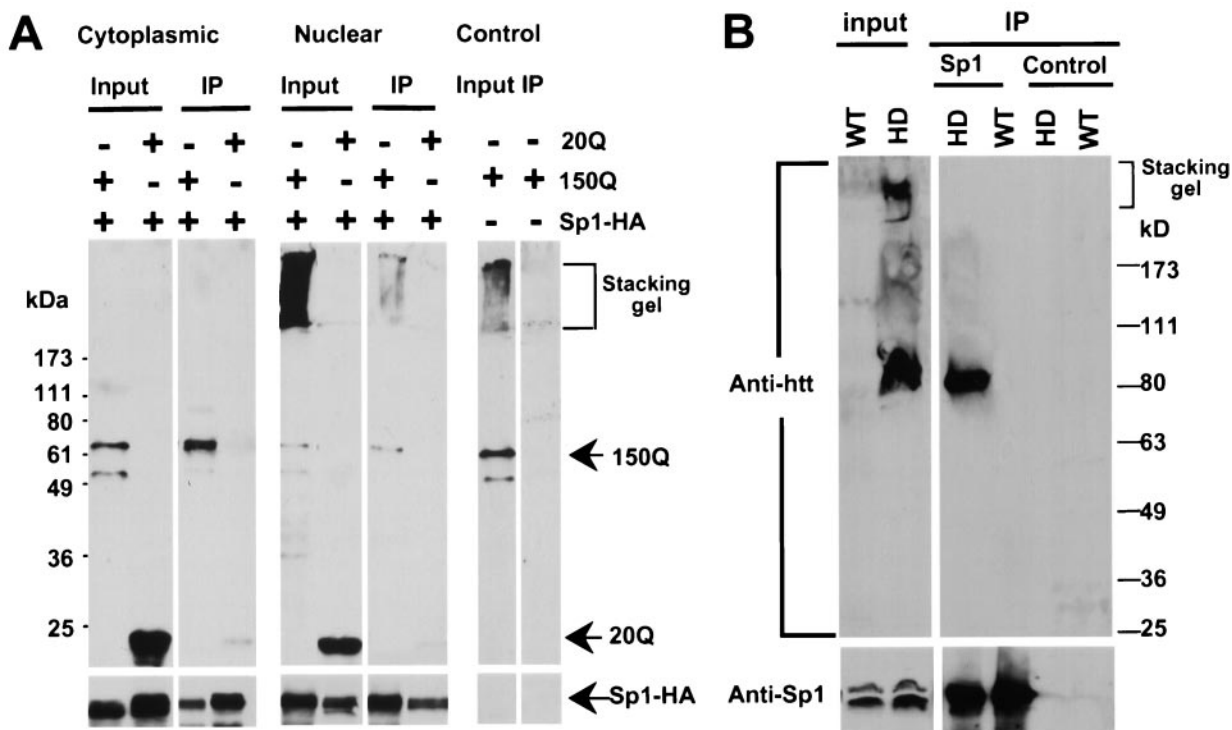 A
Cytoplasmic Nuclear Control
Input IP Input IP Input IP
- + - + - + - + - - 20Q
+ - + - + - + - + + 150Q
+ + + + + + + + - - Sp1-HA
Stacking gel
kDa
173
111
80
61
49
36
25
150Q
20Q
Sp1-HA
B
input IP
Sp1 Control
WT HD HD WT HD WT
Stacking gel
kD
173
111
80
63
49
36
25
Anti-htt
Anti-Sp1